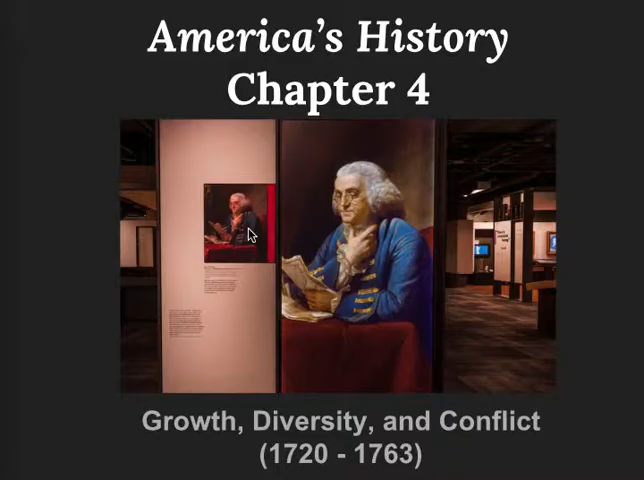 America's History
Chapter 4
Growth, Diversity, and Conflict
(1720 - 1763)